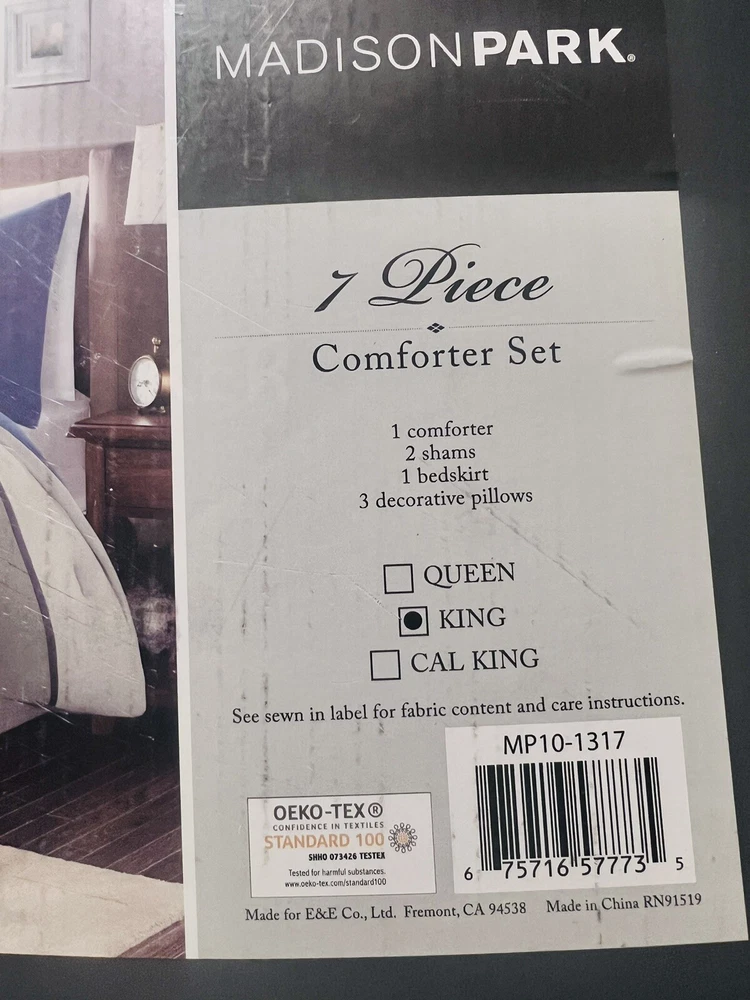 MADISON PARK®
7 Piece
Comforter Set
1 comforter
2 shams
1 bedskirt
3 decorative pillows
QUEEN
KING
CAL KING
See sewn in label for fabric content and care instructions.
MP10-1317
6 75716 57773 5
OEKO-TEX®
CONFIDENCE IN TEXTILES
STANDARD 100
SHHO 073426 TESTEX
Tested for harmful substances.
www.oeko-tex.com/standard100
Made for E&E Co., Ltd. Fremont, CA 94538 Made in China RN91519